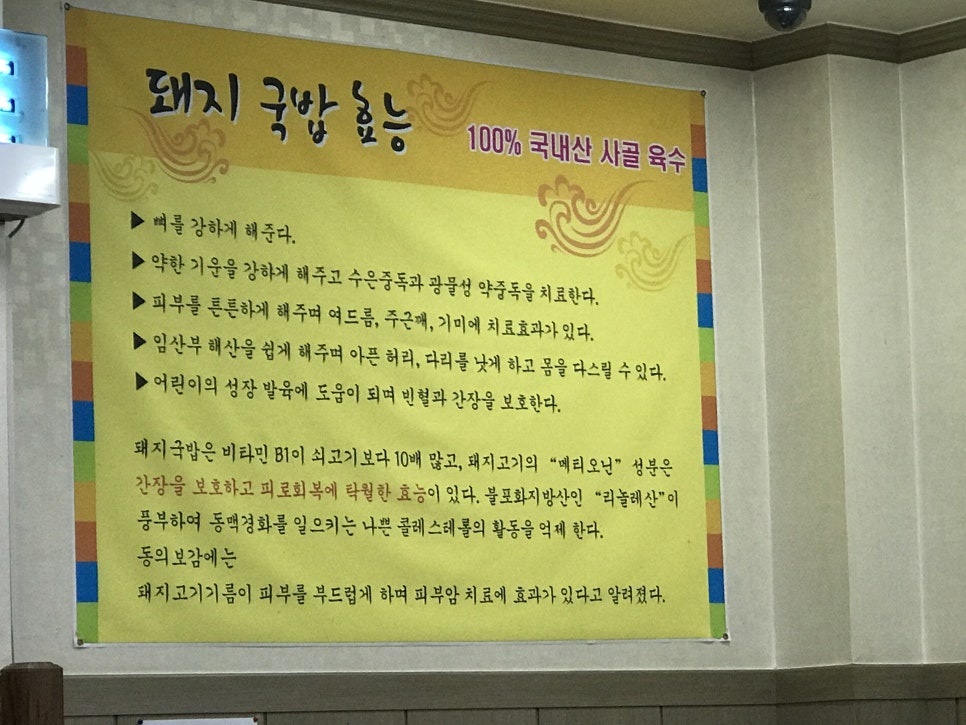 돼지 국밥 효능
100% 국내산 사골 육수
▶ 뼈를 강하게 해준다.
▶ 약한 기운을 강하게 해주고 수은중독과 광물성 약중독을 치료한다.
▶ 피부를 튼튼하게 해주며 여드름, 주근깨, 기미에 치료효과가 있다.
▶ 임산부 해산을 쉽게 해주며 아픈 허리, 다리를 낫게 하고 몸을 다스릴 수 있다.
▶ 어린이의 성장 발육에 도움이 되며 빈혈과 간장을 보호한다.
돼지국밥은 비타민 B1이 쇠고기보다 10배 많고, 돼지고기의 “메티오닌” 성분은
간장을 보호하고 피로회복에 탁월한 효능이 있다. 불포화지방산인 “리놀레산”이
풍부하여 동맥경화를 일으키는 나쁜 콜레스테롤의 활동을 억제 한다.
동의보감에는
돼지고기기름이 피부를 부드럽게 하며 피부암 치료에 효과가 있다고 알려졌다.